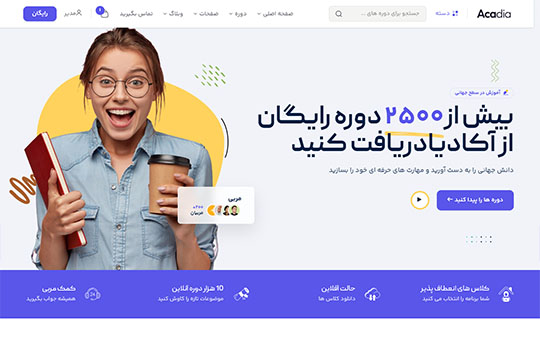 Acadia
دسته
جستجو برای دوره های ...
صفحه اصلی
دوره
صفحات
وبلاگ
تماس بگیرید
مدیر
رایگان
آموزش در سطح جهانی
بیش از ۲۵۰۰ دوره رایگان
از آکادیا دریافت کنید
دانش جهانی را به دست آورید و مهارت های حرفه ای خود را بسازید
دوره ها را پیدا کنید
مربی
مربیان
کلاس های انعطاف پذیر
شما برنامه را انتخاب می کنید
حالت آفلاین
دانلود کلاس ها
10 هزار دوره آنلاین
موضوعات تازه را کاوش کنید
کمک مربی
همیشه جواب بگیرید